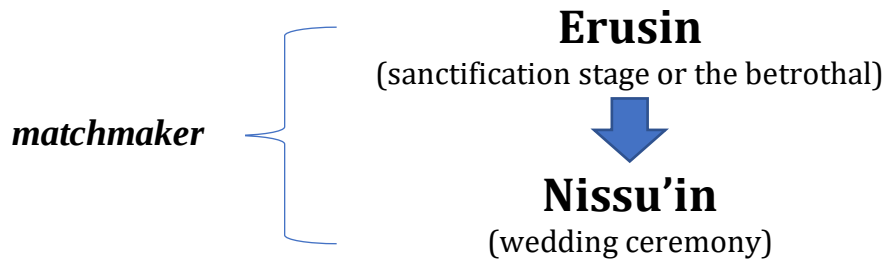 Erusin
(sanctification stage or the betrothal)
matchmaker
Nissu’in
(wedding ceremony)